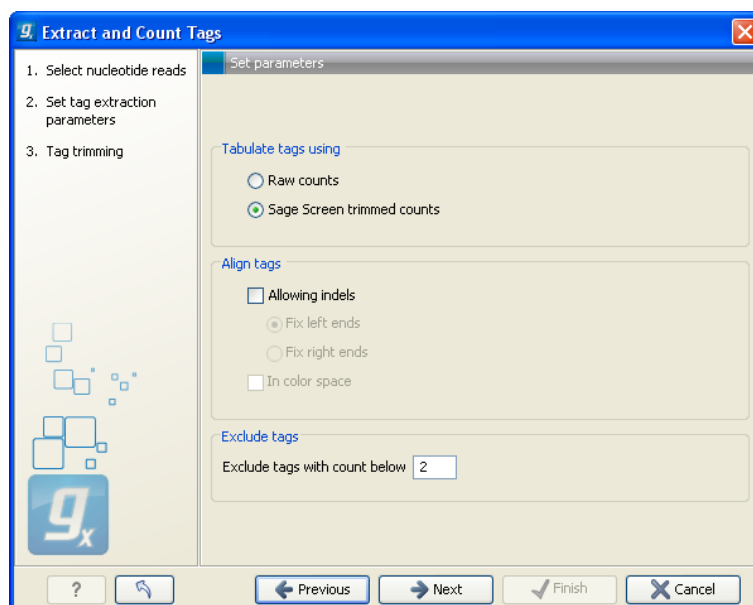 Extract and Count Tags
1. Select nucleotide reads
2. Set tag extraction
parameters
3. Tag trimming
Set parameters
Tabulate tags using
Raw counts
Sage Screen trimmed counts
Align tags
Allowing indels
Fix left ends
Fix right ends
In color space
Exclude tags
Exclude tags with count below 2
gx
? Previous Next Finish Cancel